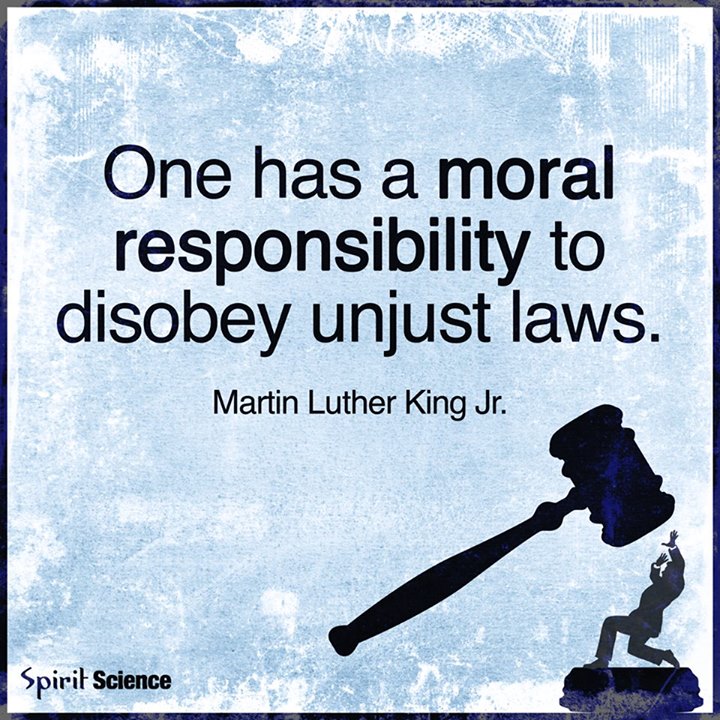 One has a moral
responsibility to
disobey unjust laws.
Martin Luther King Jr.
Spirit Science